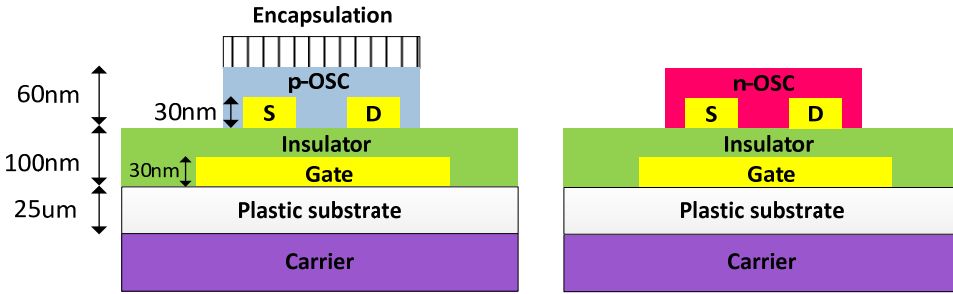 Encapsulation
60nm
p-OSC
n-OSC
30nm
S
D
S
D
100nm
Insulator
Insulator
30nm
Gate
Gate
25um
Plastic substrate
Plastic substrate
Carrier
Carrier